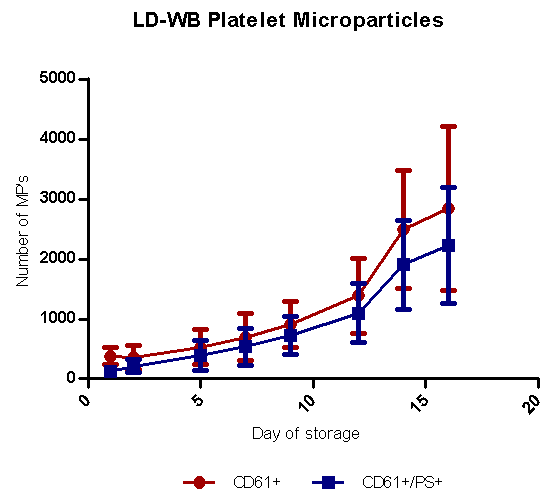 LD-WB Platelet Microparticles
5000
4000
3000
2000
1000
0
Number of MP's
0
5
10
15
20
Day of storage
CD61+
CD61+/PS+